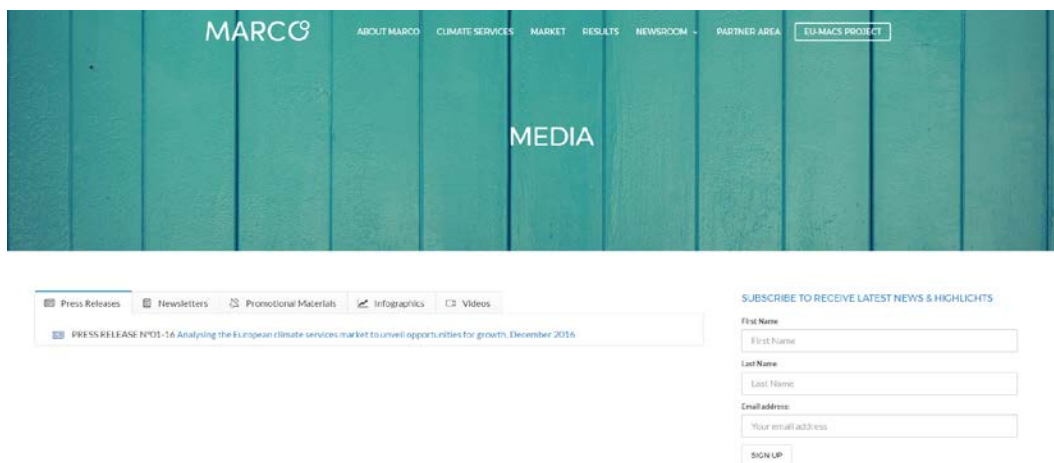 MARCO
ABOUT MARCO CLIMATE SERVICES MARKET RESULTS NEWSROOM PARTNER AREA EU-MACS PROJECT
MEDIA
Press Releases Newsletters Promotional Materials Infographics Videos
PRESS RELEASE N°01-16 Analysing the European climate services market to unveil opportunities for growth, December 2016
SUBSCRIBE TO RECEIVE LATEST NEWS & HIGHLICHTS
First Name
First Name
Last Name
Last Name
Email address:
Your email address
SIGN UP